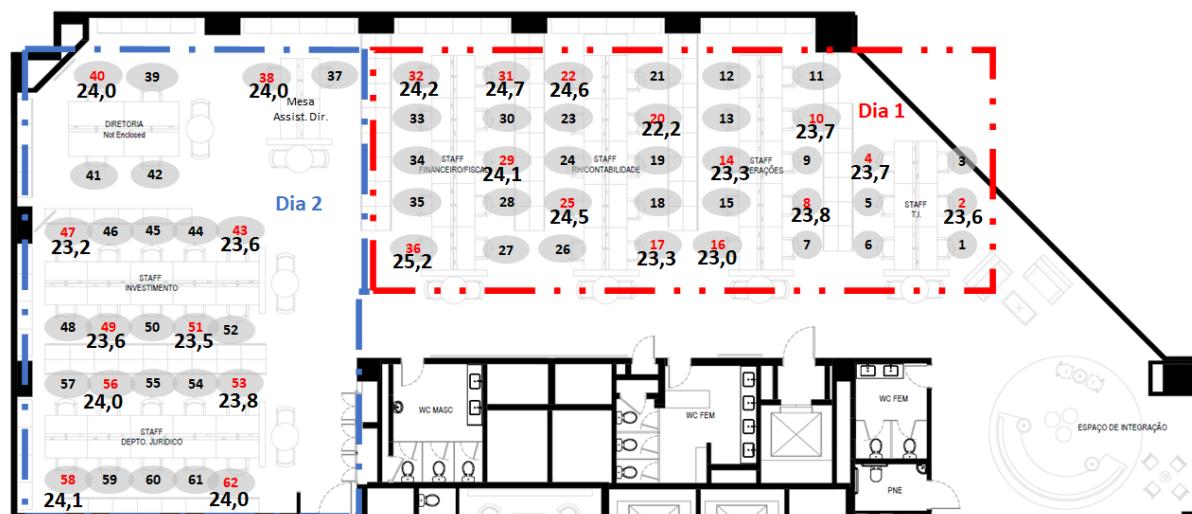 40 39 38 37 32 31 22 21 12 11
24,0 24,0 24,2 24,7 24,6
Mesa
Assist. Dir.
DIRETORIA
Not Enclosed
33 30 23 20 13 10 Dia 1
22,2 23,7
34 29 24 19 14 9 4 3
STAFF
FINANCEIRO/FISCAL
STAFF
RH/CONTABILIDADE
STAFF
OPERAÇÕES
24,1 23,3 23,7
41 42
Dia 2
35 28 25 18 15 8 5 2
24,5 23,8 23,6
STAFF
T.I.
47 46 45 44 43
23,2 23,6
36 27 26 17 16 7 6 1
25,2 23,3 23,0
STAFF
INVESTIMENTO
48 49 50 51 52
23,6 23,5
57 56 55 54 53
24,0 23,8
STAFF
DEPTO. JURÍDICO
WC MASC
WC FEM
WC FEM
ESPAÇO DE INTEGRAÇÃO
58 59 60 61 62
24,1 24,0
PNE